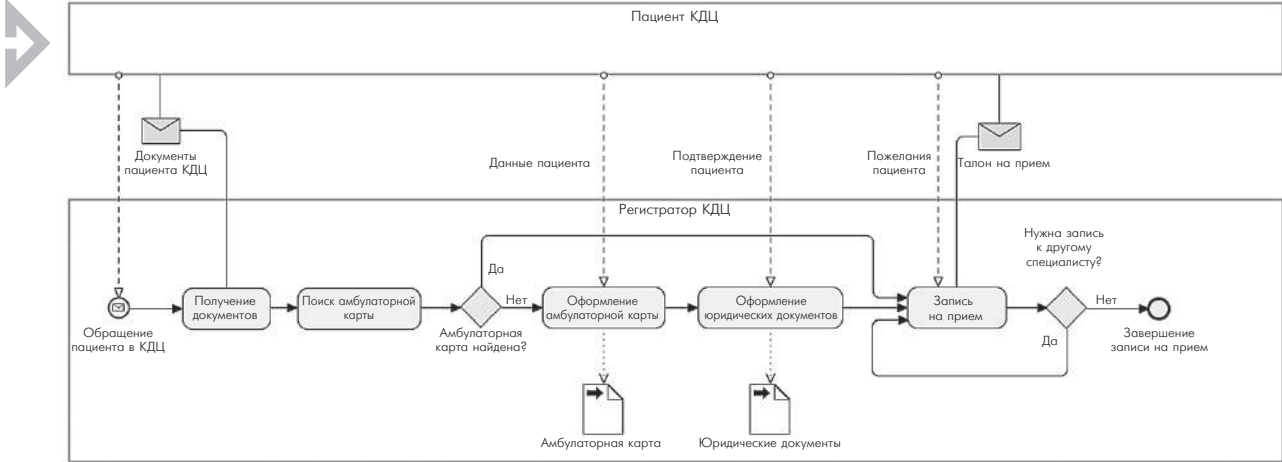 Пациент КДЦ
Документы
пациента КДЦ
Данные пациента
Подтверждение
пациента
Пожелания
пациента
Талон на прием
Регистратор КДЦ
Нужна запись
к другому
специалисту?
Да
Обращение
пациента в КДЦ
Получение
документов
Поиск амбулаторной
карты
Амбулаторная
карта найдена?
Нет
Оформление
амбулаторной карты
Оформление
юридических документов
Запись
на прием
Нет
Да
Завершение
записи на прием
Амбулаторная карта
Юридические документы